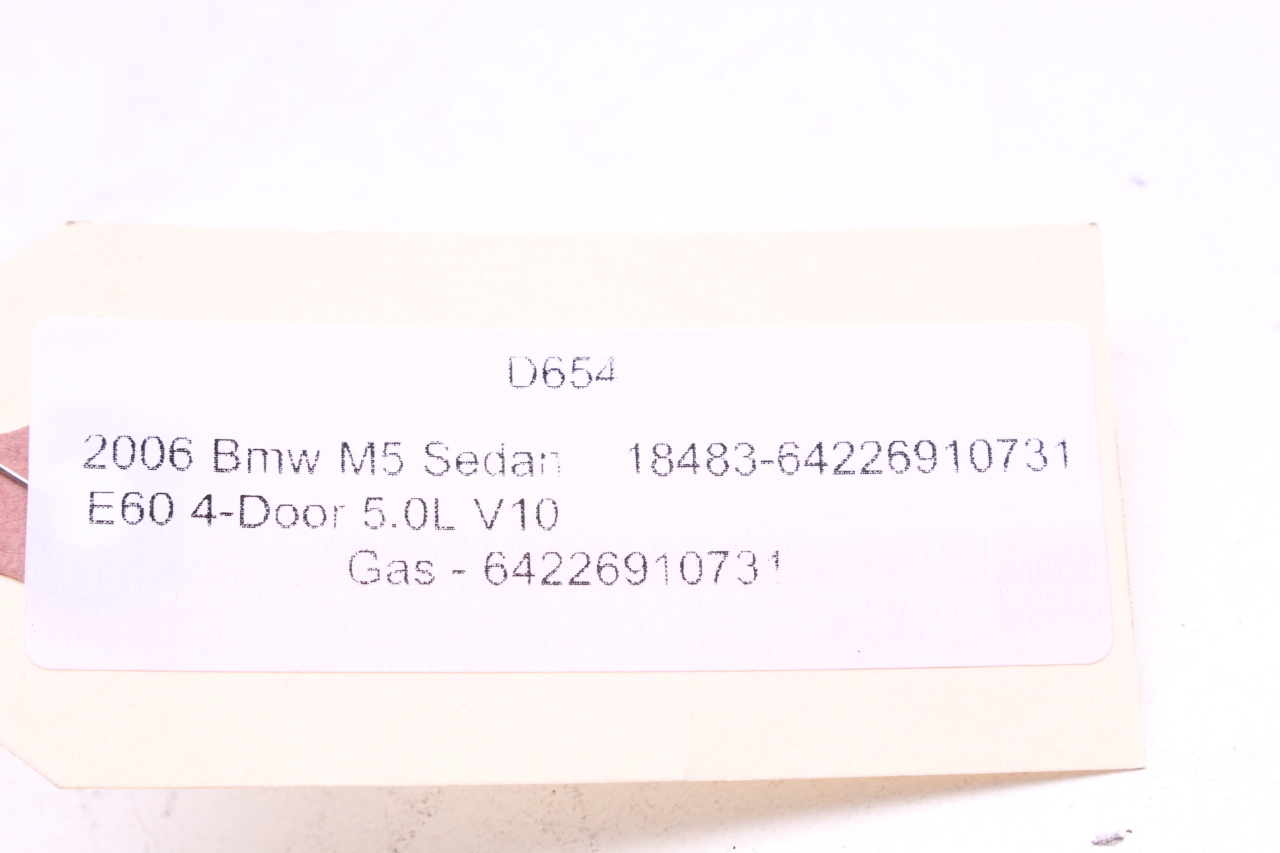 D654
2006 Bmw M5 Sedan 18483-64226910731
E60 4-Door 5.0L V10
Gas - 64226910731